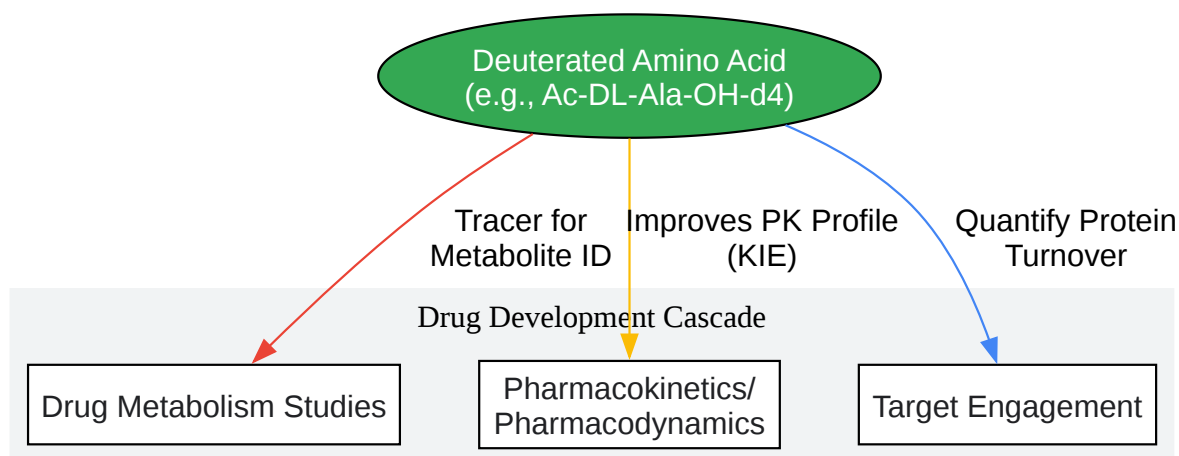 Deuterated Amino Acid
(e.g., Ac-DL-Ala-OH-d4)
Tracer for
Metabolite ID
Improves PK Profile
(KIE)
Quantify Protein
Turnover
Drug Development Cascade
Drug Metabolism Studies
Pharmacokinetics/
Pharmacodynamics
Target Engagement